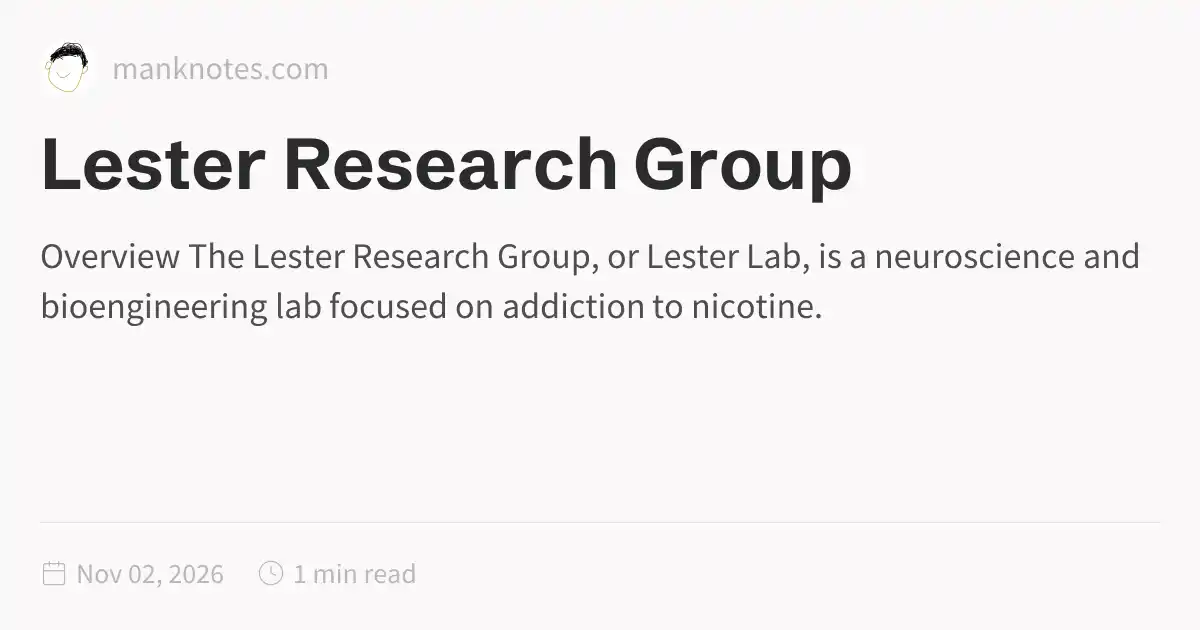 manknotes.com
Lester Research Group
Overview The Lester Research Group, or Lester Lab, is a neuroscience and
bioengineering lab focused on addiction to nicotine.
Nov 02, 2026 1 min read